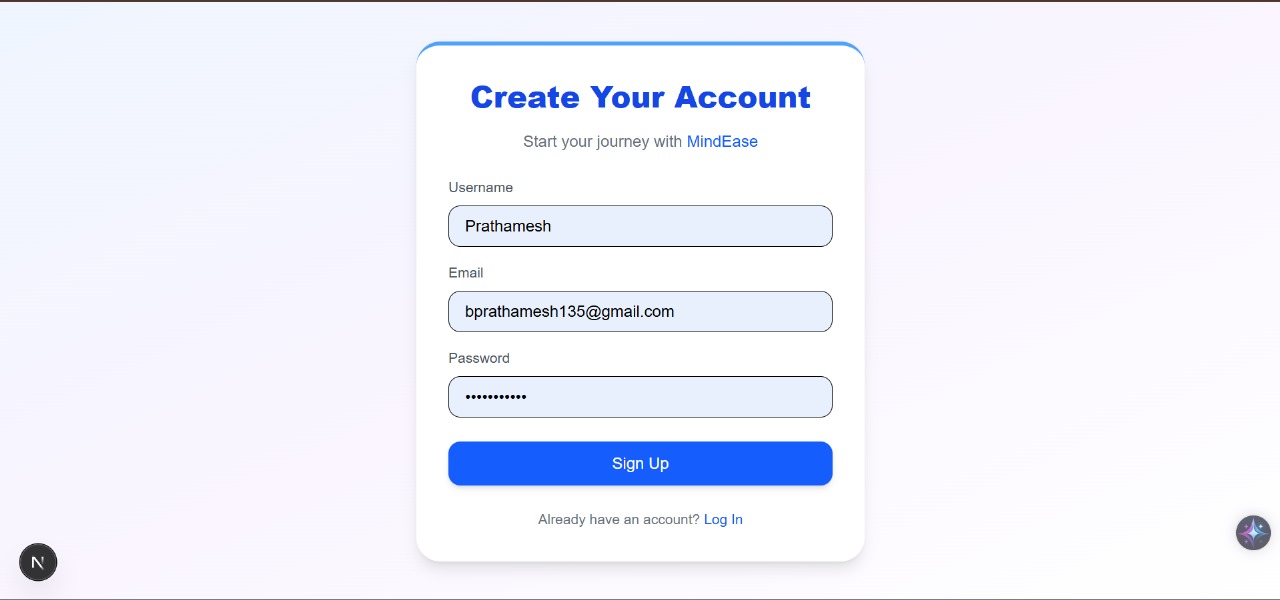 Create Your Account
Start your journey with MindEase
Username
Prathamesh
Email
bprathamesh135@gmail.com
Password
•••••••••••
Sign Up
Already have an account? Log In
N